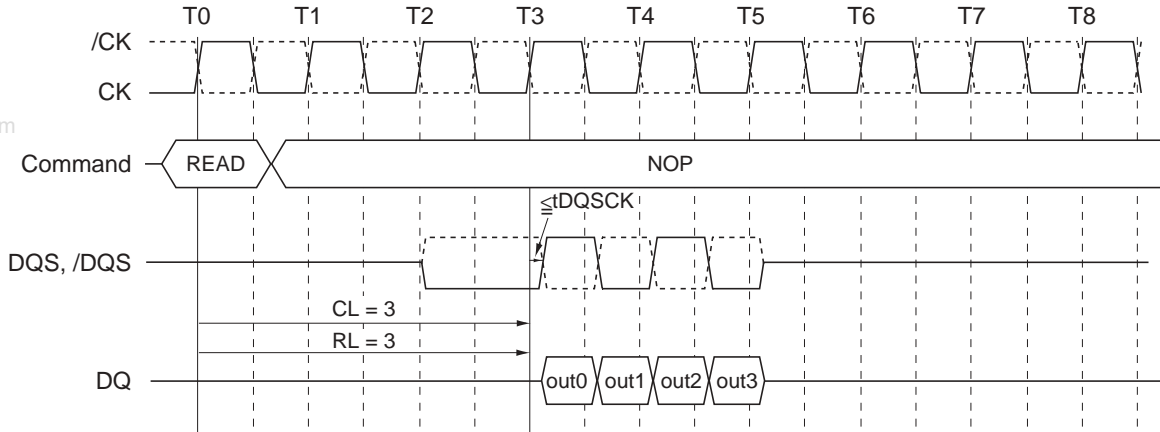 T0 T1 T2 T3 T4 T5 T6 T7 T8
/CK
CK
m
Command READ NOP
≤tDQSCK
DQS, /DQS
CL = 3
RL = 3
DQ out0 out1 out2 out3